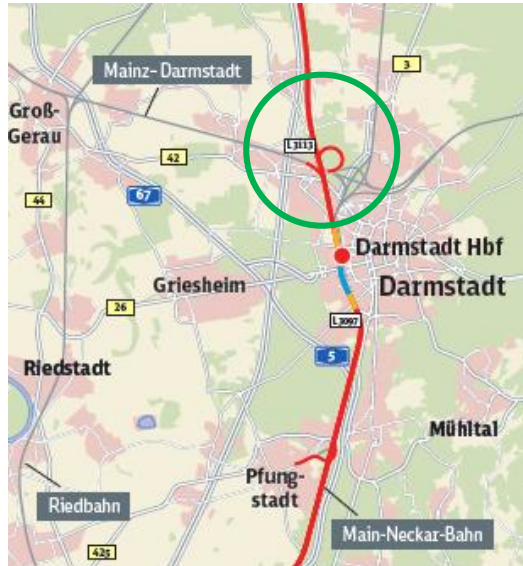 3
Mainz-Darmstadt
Groß-
Gerau
L3113
42
67
44
Darmstadt Hbf
Griesheim
Darmstadt
26
L3097
5
Riedstadt
Mühltal
Pfung-
stadt
Riedbahn
Main-Neckar-Bahn
425